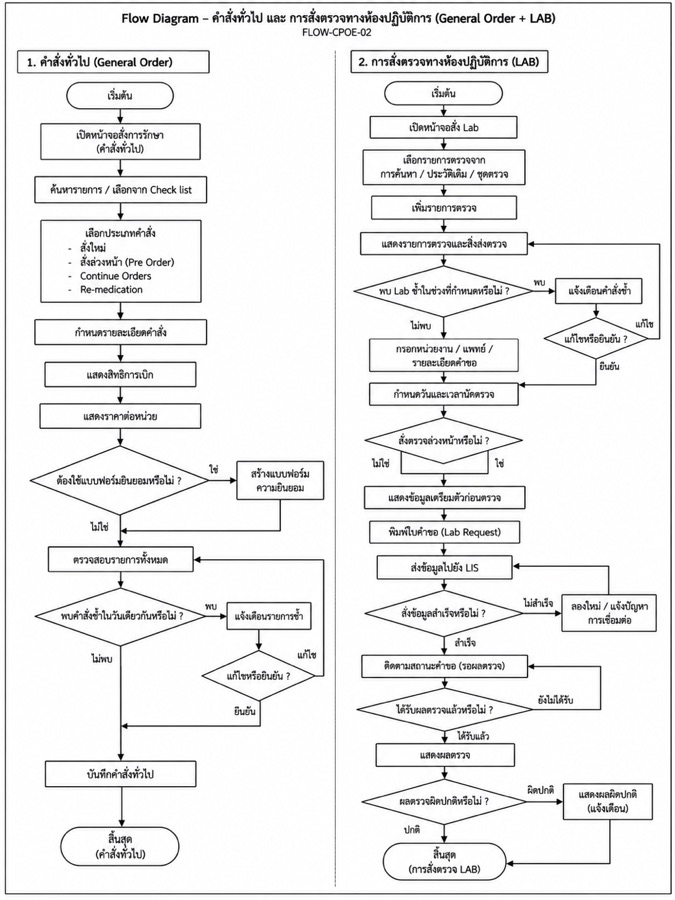 Flow Diagram – คำสั่งทั่วไป และ การสั่งตรวจทางห้องปฏิบัติการ (General Order + LAB)
FLOW-CPOE-02
1. คำสั่งทั่วไป (General Order)
เริ่มต้น
เปิดหน้าจอสั่งการรักษา
(คำสั่งทั่วไป)
ค้นหารายการ / เลือกจาก Check list
เลือกประเภทคำสั่ง
- สั่งใหม่
- สั่งล่วงหน้า (Pre Order)
- Continue Orders
- Re-medication
กำหนดรายละเอียดคำสั่ง
แสดงสิทธิการเบิก
แสดงราคาต่อหน่วย
ต้องใช้แบบฟอร์มยินยอมหรือไม่ ?
ใช่
สร้างแบบฟอร์ม
ความยินยอม
ไม่ใช่
ตรวจสอบรายการทั้งหมด
พบคำสั่งซ้ำในวันเดียวกันหรือไม่ ?
พบ
แจ้งเตือนรายการซ้ำ
แก้ไข
ไม่พบ
แก้ไขหรือยืนยัน ?
ยืนยัน
บันทึกคำสั่งทั่วไป
สิ้นสุด
(คำสั่งทั่วไป)
2. การสั่งตรวจทางห้องปฏิบัติการ (LAB)
เริ่มต้น
เปิดหน้าจอสั่ง Lab
เลือกรายการตรวจจาก
การค้นหา / ประวัติเดิม / ชุดตรวจ
เพิ่มรายการตรวจ
แสดงรายการตรวจและสิ่งส่งตรวจ
พบ Lab ซ้ำในช่วงที่กำหนดหรือไม่ ?
พบ
แจ้งเตือนคำสั่งซ้ำ
แก้ไข
ไม่พบ
แก้ไขหรือยืนยัน ?
กรอกหน่วยงาน / แพทย์ /
รายละเอียดคำขอ
ยืนยัน
กำหนดวันและเวลานัดตรวจ
สั่งตรวจล่วงหน้าหรือไม่ ?
ไม่ใช่
ใช่
แสดงข้อมูลเตรียมตัวก่อนตรวจ
พิมพ์ใบคำขอ (Lab Request)
ส่งข้อมูลไปยัง LIS
สั่งข้อมูลสำเร็จหรือไม่ ?
ไม่สำเร็จ
ลองใหม่ / แจ้งปัญหา
การเชื่อมต่อ
สำเร็จ
ติดตามสถานะคำขอ (รอผลตรวจ)
ได้รับผลตรวจแล้วหรือไม่ ?
ยังไม่ได้รับ
ได้รับแล้ว
แสดงผลตรวจ
ผลตรวจผิดปกติหรือไม่ ?
ผิดปกติ
แสดงผลผิดปกติ
(แจ้งเตือน)
ปกติ
สิ้นสุด
(การสั่งตรวจ LAB)